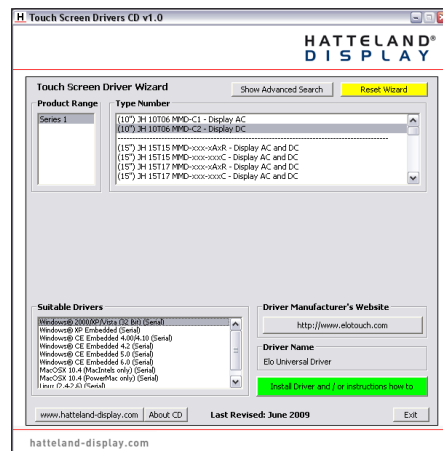 H Touch Screen Drivers CD v1.0
HATTELAND®
DISPLAY
Touch Screen Driver Wizard
Show Advanced Search
Reset Wizard
Product Range
Type Number
Series 1
(10") JH 10T06 MMD-C1 - Display AC
(10") JH 10T06 MMD-C2 - Display DC
(15") JH 15T15 MMD-xxx-xAxR - Display AC and DC
(15") JH 15T15 MMD-xxx-xxxC - Display AC and DC
(15") JH 15T17 MMD-xxx-xAxR - Display AC and DC
(15") JH 15T17 MMD-xxx-xxxC - Display AC and DC
Suitable Drivers
Windows® 2000/XP/Vista (32 Bit) (Serial)
Windows® XP Embedded (Serial)
Windows® CE Embedded 4.00/4.10 (Serial)
Windows® CE Embedded 4.2 (Serial)
Windows® CE Embedded 5.0 (Serial)
Windows® CE Embedded 6.0 (Serial)
MacOSX 10.4 (MacIntels only) (Serial)
MacOSX 10.4 (PowerMac only) (Serial)
Linux (2.4-2.6) (Serial)
Driver Manufacturer's Website
http://www.elotouch.com
Driver Name
Elo Universal Driver
Install Driver and / or instructions how to
www.hatteland-display.com
About CD
Last Revised: June 2009
Exit
hatteland-display.com